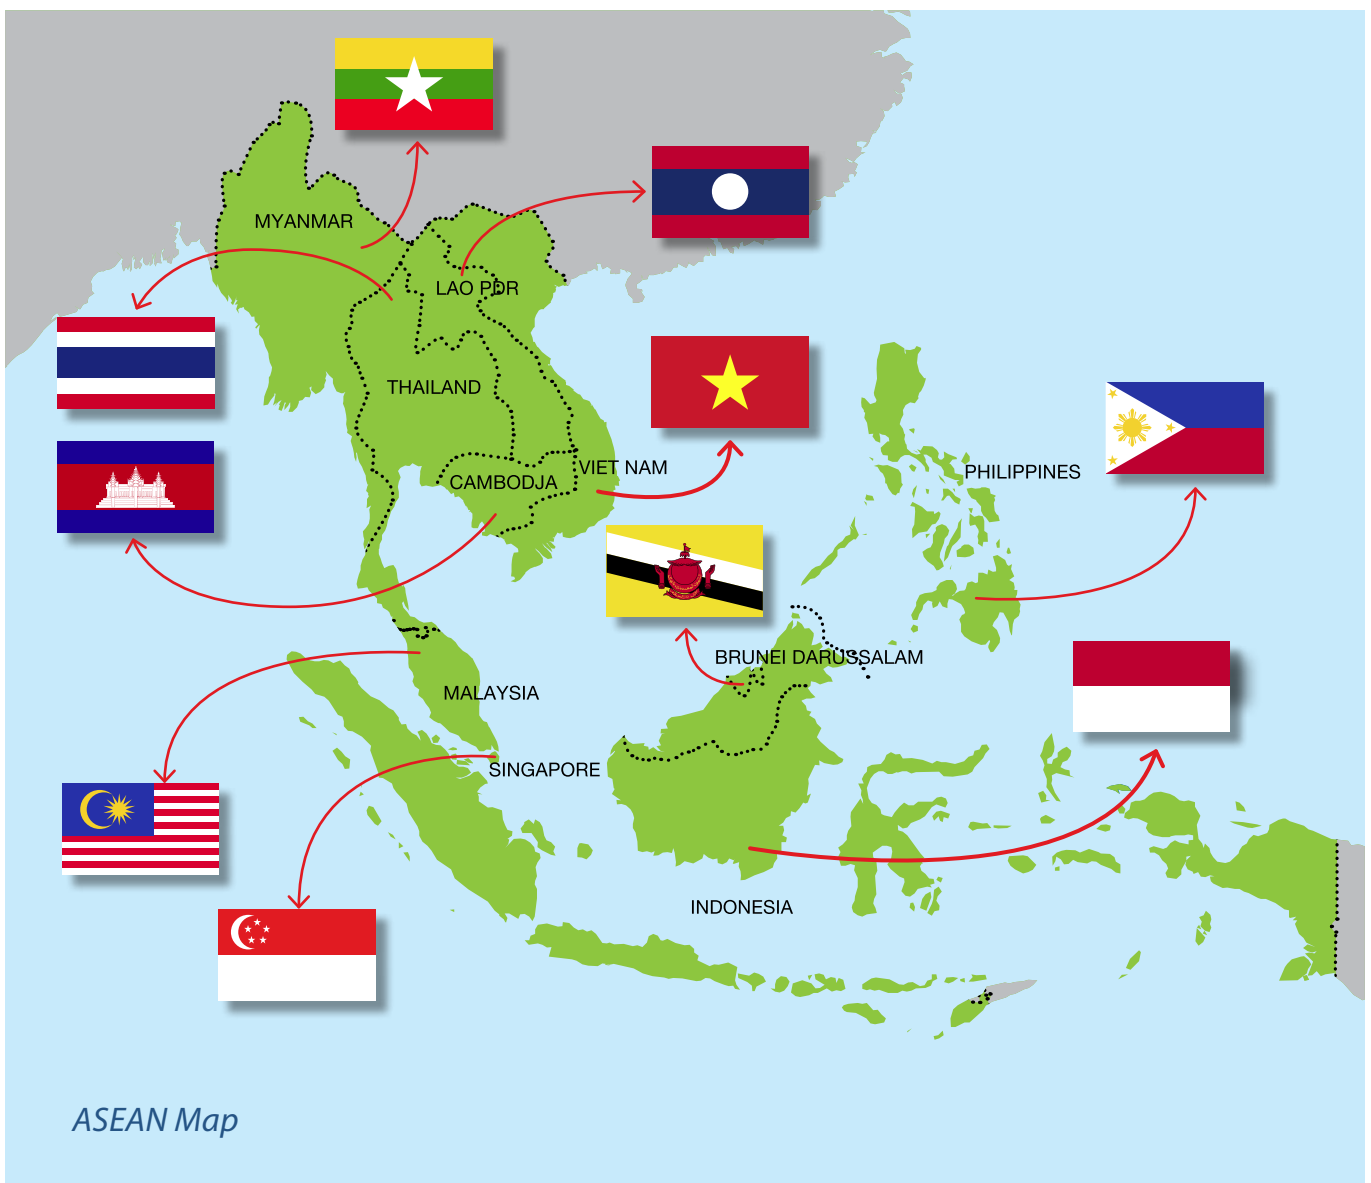 MYANMAR
LAO PDR
THAILAND
VIET NAM
PHILIPPINES
CAMBODJA
BRUNEI DARUSSALAM
MALAYSIA
SINGAPORE
INDONESIA
ASEAN Map